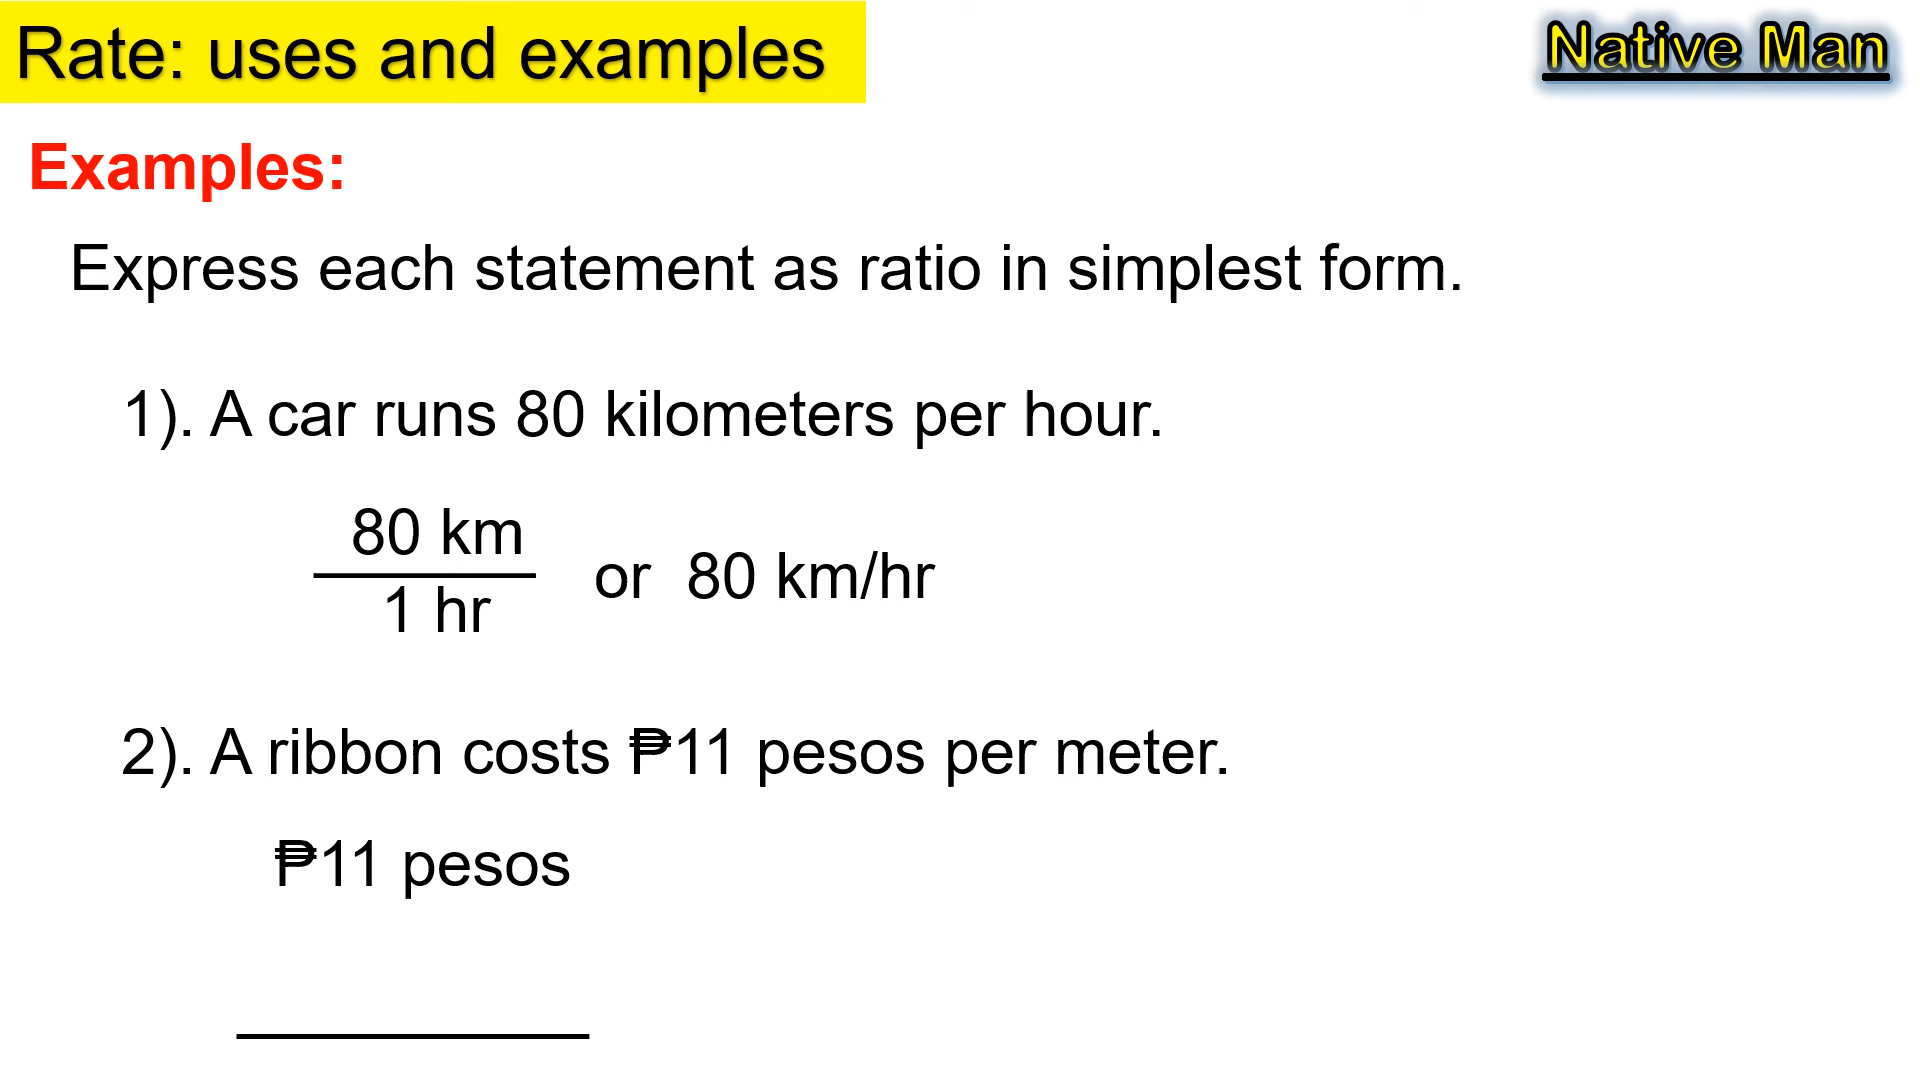 Rate: uses and examples
Native Man
Examples:
Express each statement as ratio in simplest form.
1). A car runs 80 kilometers per hour.
80 km
1 hr
or 80 km/hr
2). A ribbon costs ₱11 pesos per meter.
₱11 pesos